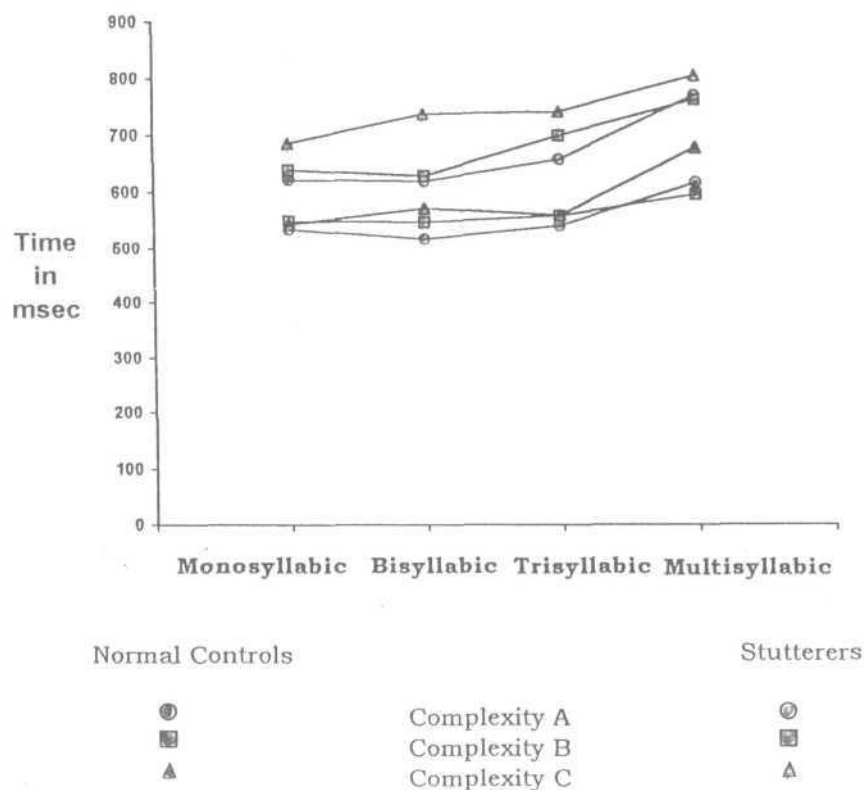 900
800
700
600
500
Time
in
msec
400
300
200
100
0
Monosyllabic Bisyllabic Trisyllabic Multisyllabic
Normal Controls Stutterers
Complexity A
Complexity B
Complexity C